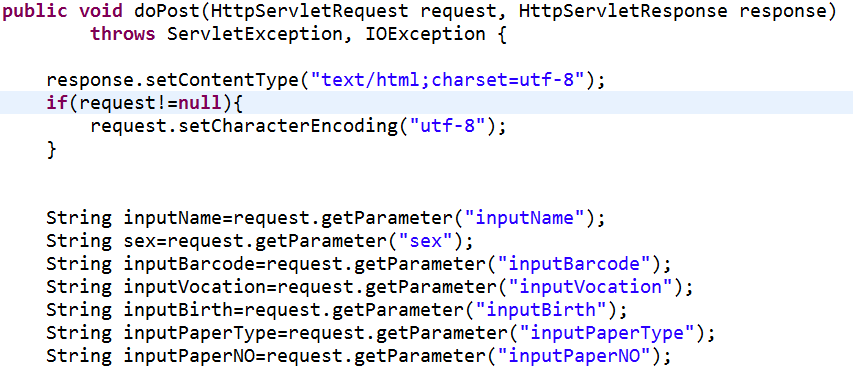 public void doPost(HttpServletRequest request, HttpServletResponse response)
throws ServletException, IOException {
response.setContentType("text/html;charset=utf-8");
if(request!=null){
request.setCharacterEncoding("utf-8");
}
String inputName=request.getParameter("inputName");
String sex=request.getParameter("sex");
String inputBarcode=request.getParameter("inputBarcode");
String inputVocation=request.getParameter("inputVocation");
String inputBirth=request.getParameter("inputBirth");
String inputPaperType=request.getParameter("inputPaperType");
String inputPaperNO=request.getParameter("inputPaperNO");